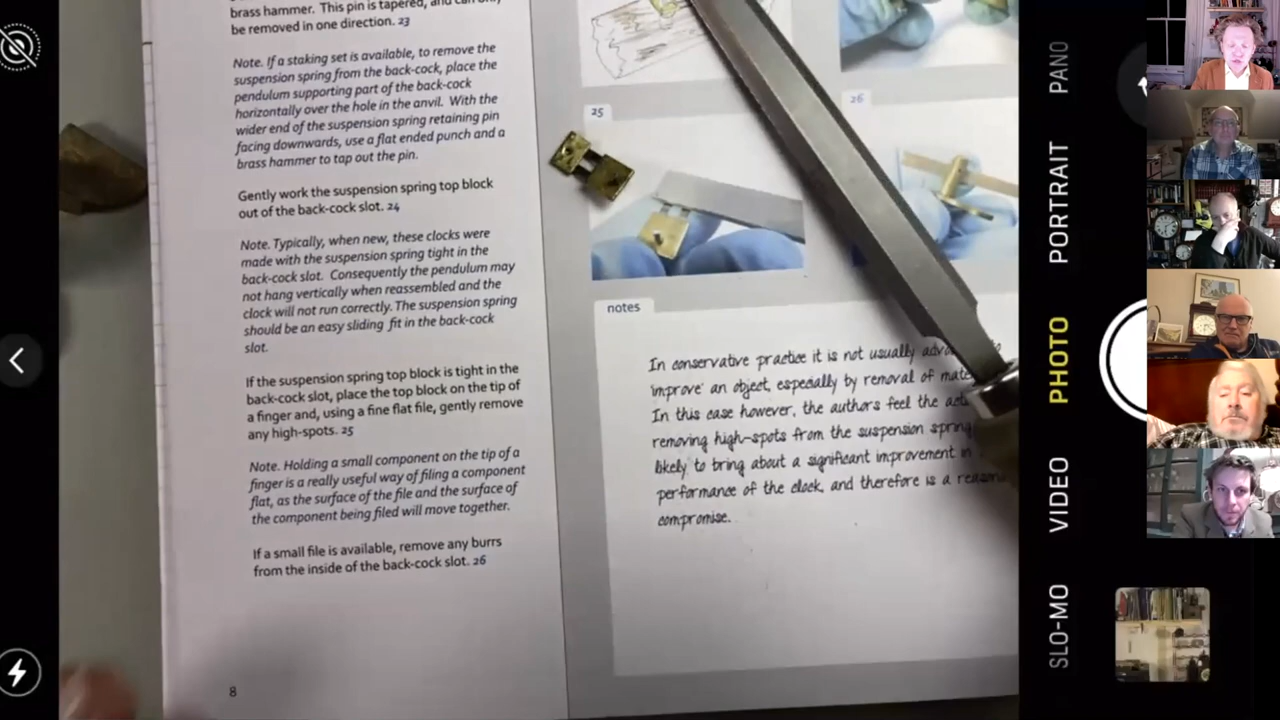 brass hammer. This pin is tapered, and can only
be removed in one direction. 23
Note. If a staking set is available, to remove the
suspension spring from the back-cock, place the
pendulum supporting part of the back-cock
horizontally over the hole in the anvil. With the
wider end of the suspension spring retaining pin
facing downwards, use a flat ended punch and a
brass hammer to tap out the pin.
Gently work the suspension spring top block
out of the back-cock slot. 24
Note. Typically, when new, these clocks were
made with the suspension spring tight in the
back-cock slot. Consequently the pendulum may
not hang vertically when reassembled and the
clock will not run correctly. The suspension spring
should be an easy sliding fit in the back-cock
slot.
If the suspension spring top block is tight in the
back-cock slot, place the top block on the tip of
a finger and, using a fine flat file, gently remove
any high-spots. 25
Note. Holding a small component on the tip of a
finger is a really useful way of filing a component
flat, as the surface of the file and the surface of
the component being filed will move together.
If a small file is available, remove any burrs
from the inside of the back-cock slot. 26
8
25
26
notes
In conservative practice it is not usually
'improve' an object, especially by removal of
In this case however, the authors feel the
removing high-spots from the suspension spring
likely to bring about a significant improvement in
performance of the clock, and therefore is a
compromise.
PANO
PORTRAIT
PHOTO
VIDEO
SLO-MO